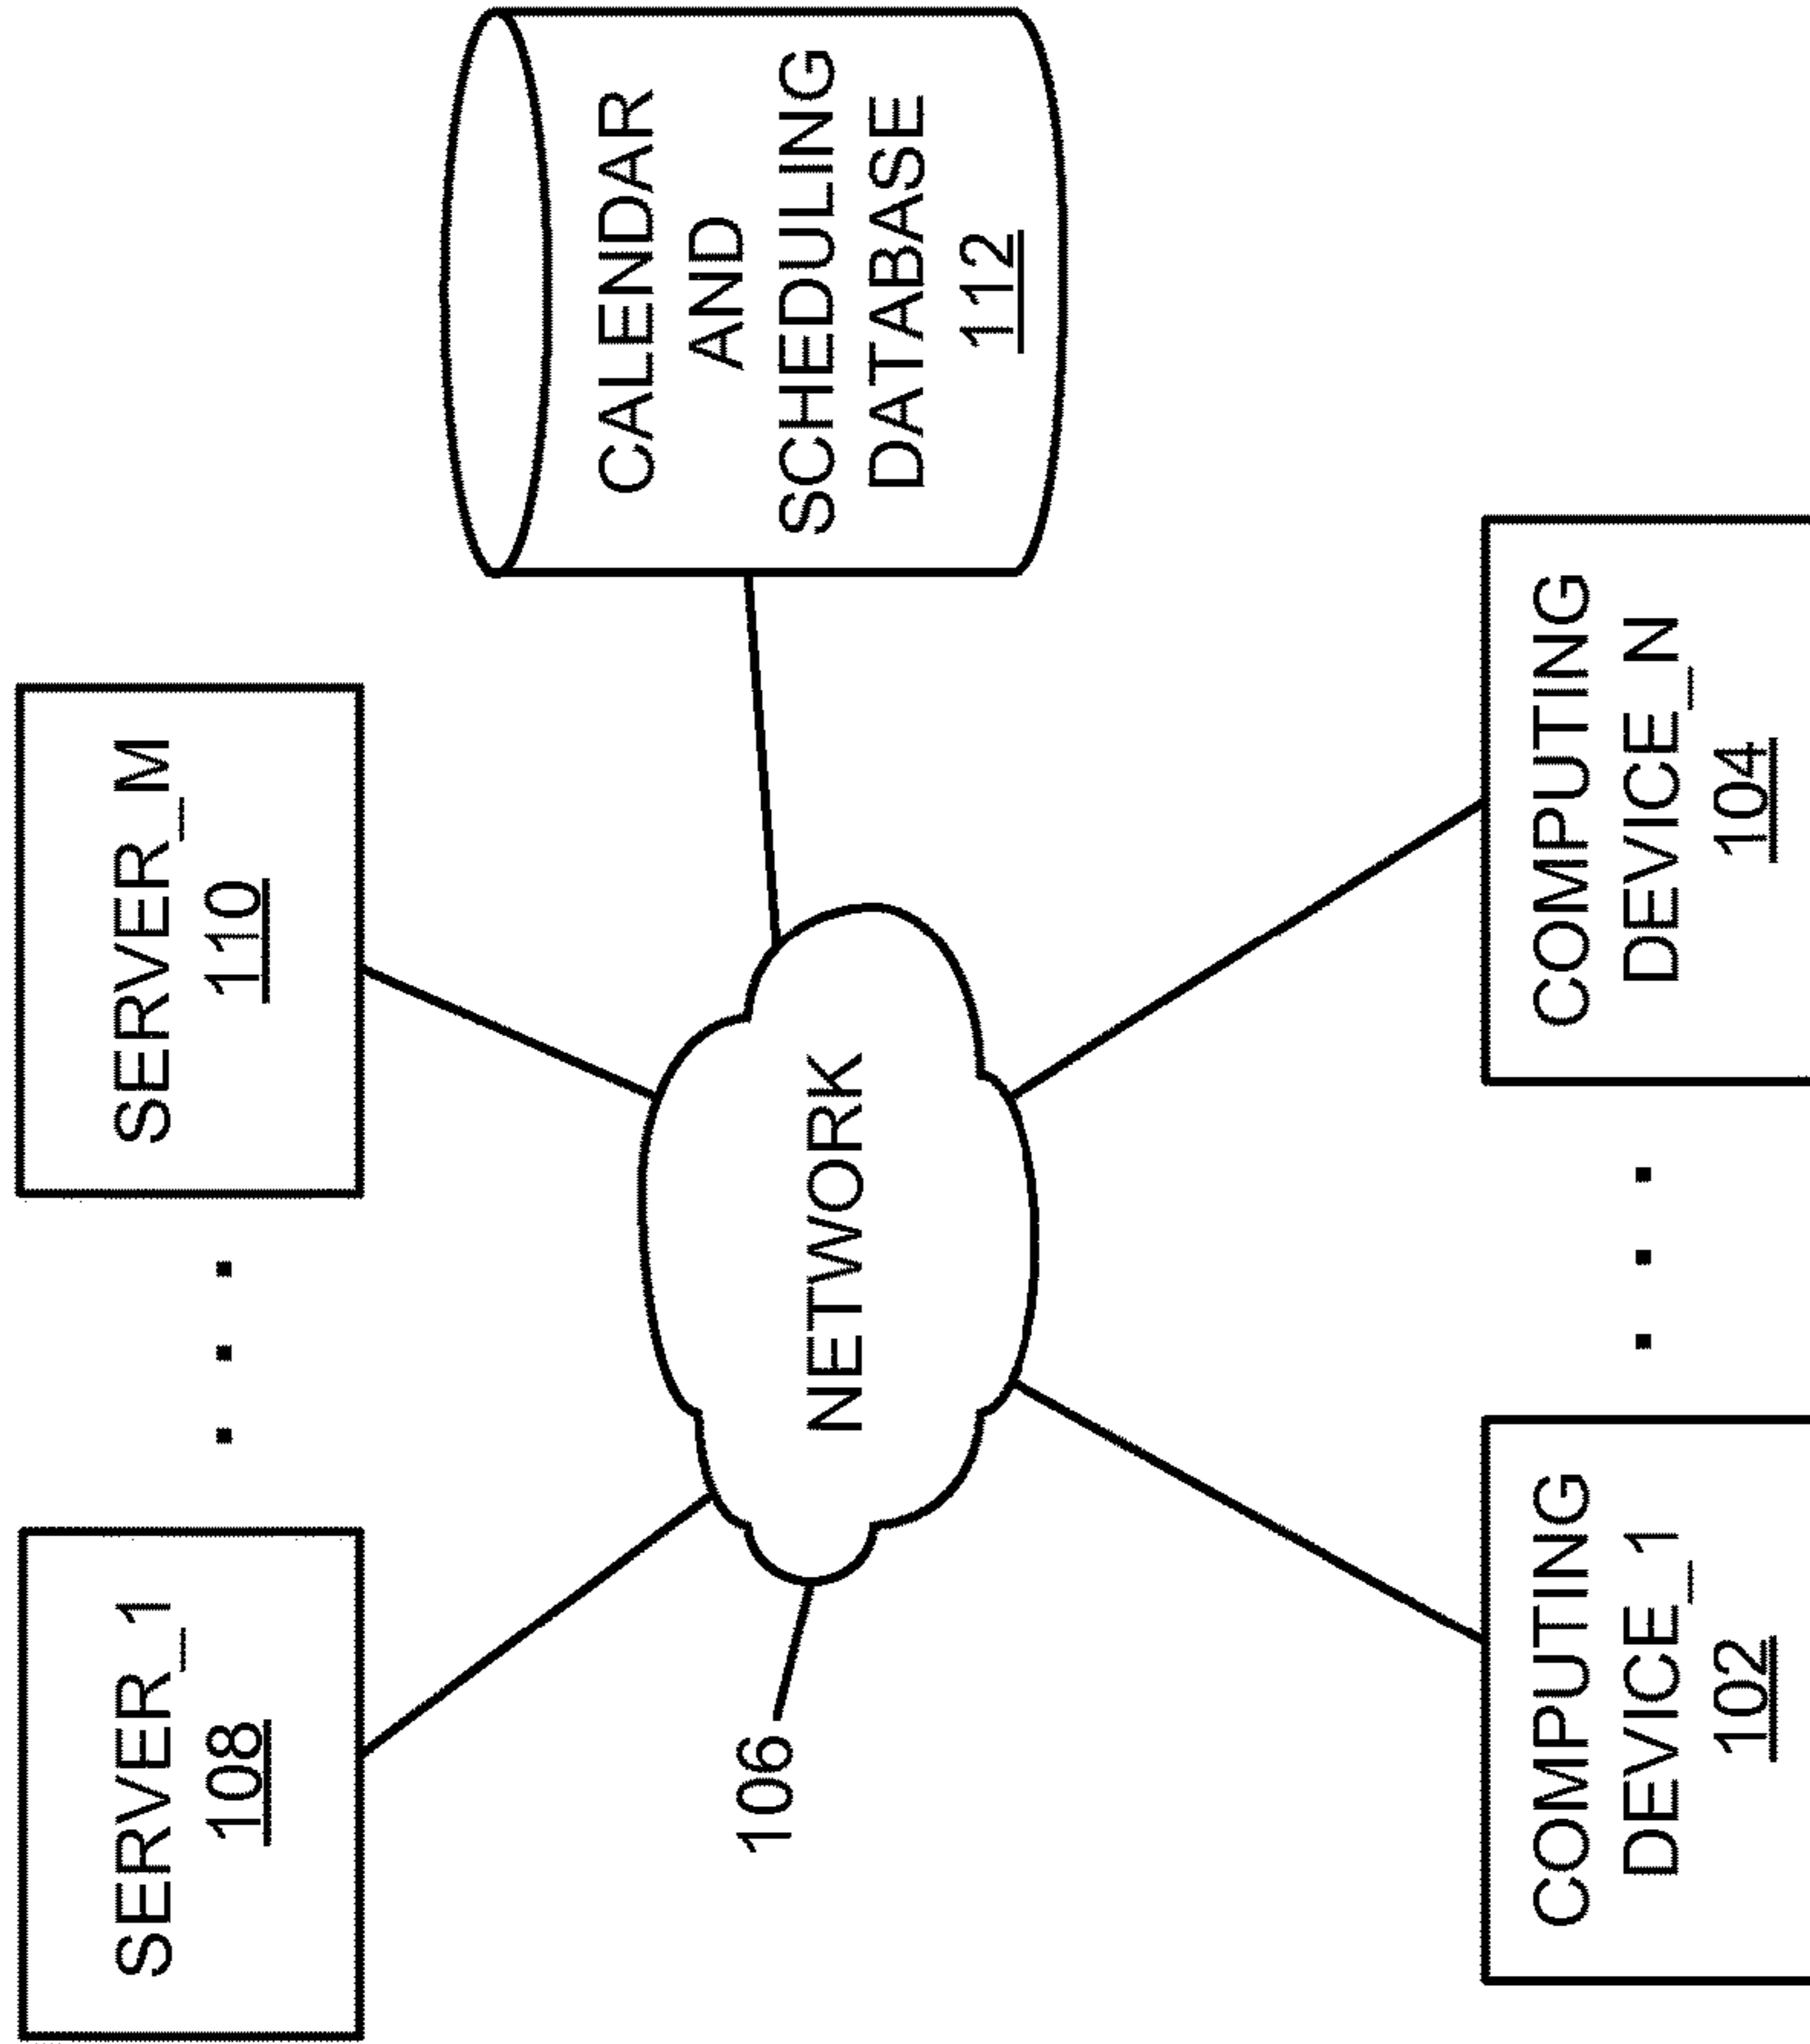 SERVER_1
108
SERVER_M
110
CALENDAR
AND
SCHEDULING
DATABASE
112
NETWORK
106
COMPUTING
DEVICE_1
102
COMPUTING
DEVICE_N
104